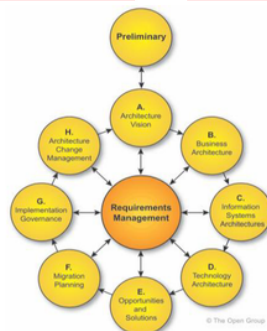 Preliminary
A.
Architecture
Vision
H.
Architecture
Change
Management
B.
Business
Architecture
G.
Implementation
Governance
Requirements
Management
C.
Information
Systems
Architectures
F.
Migration
Planning
D.
Technology
Architecture
E.
Opportunities
and
Solutions
© The Open Group